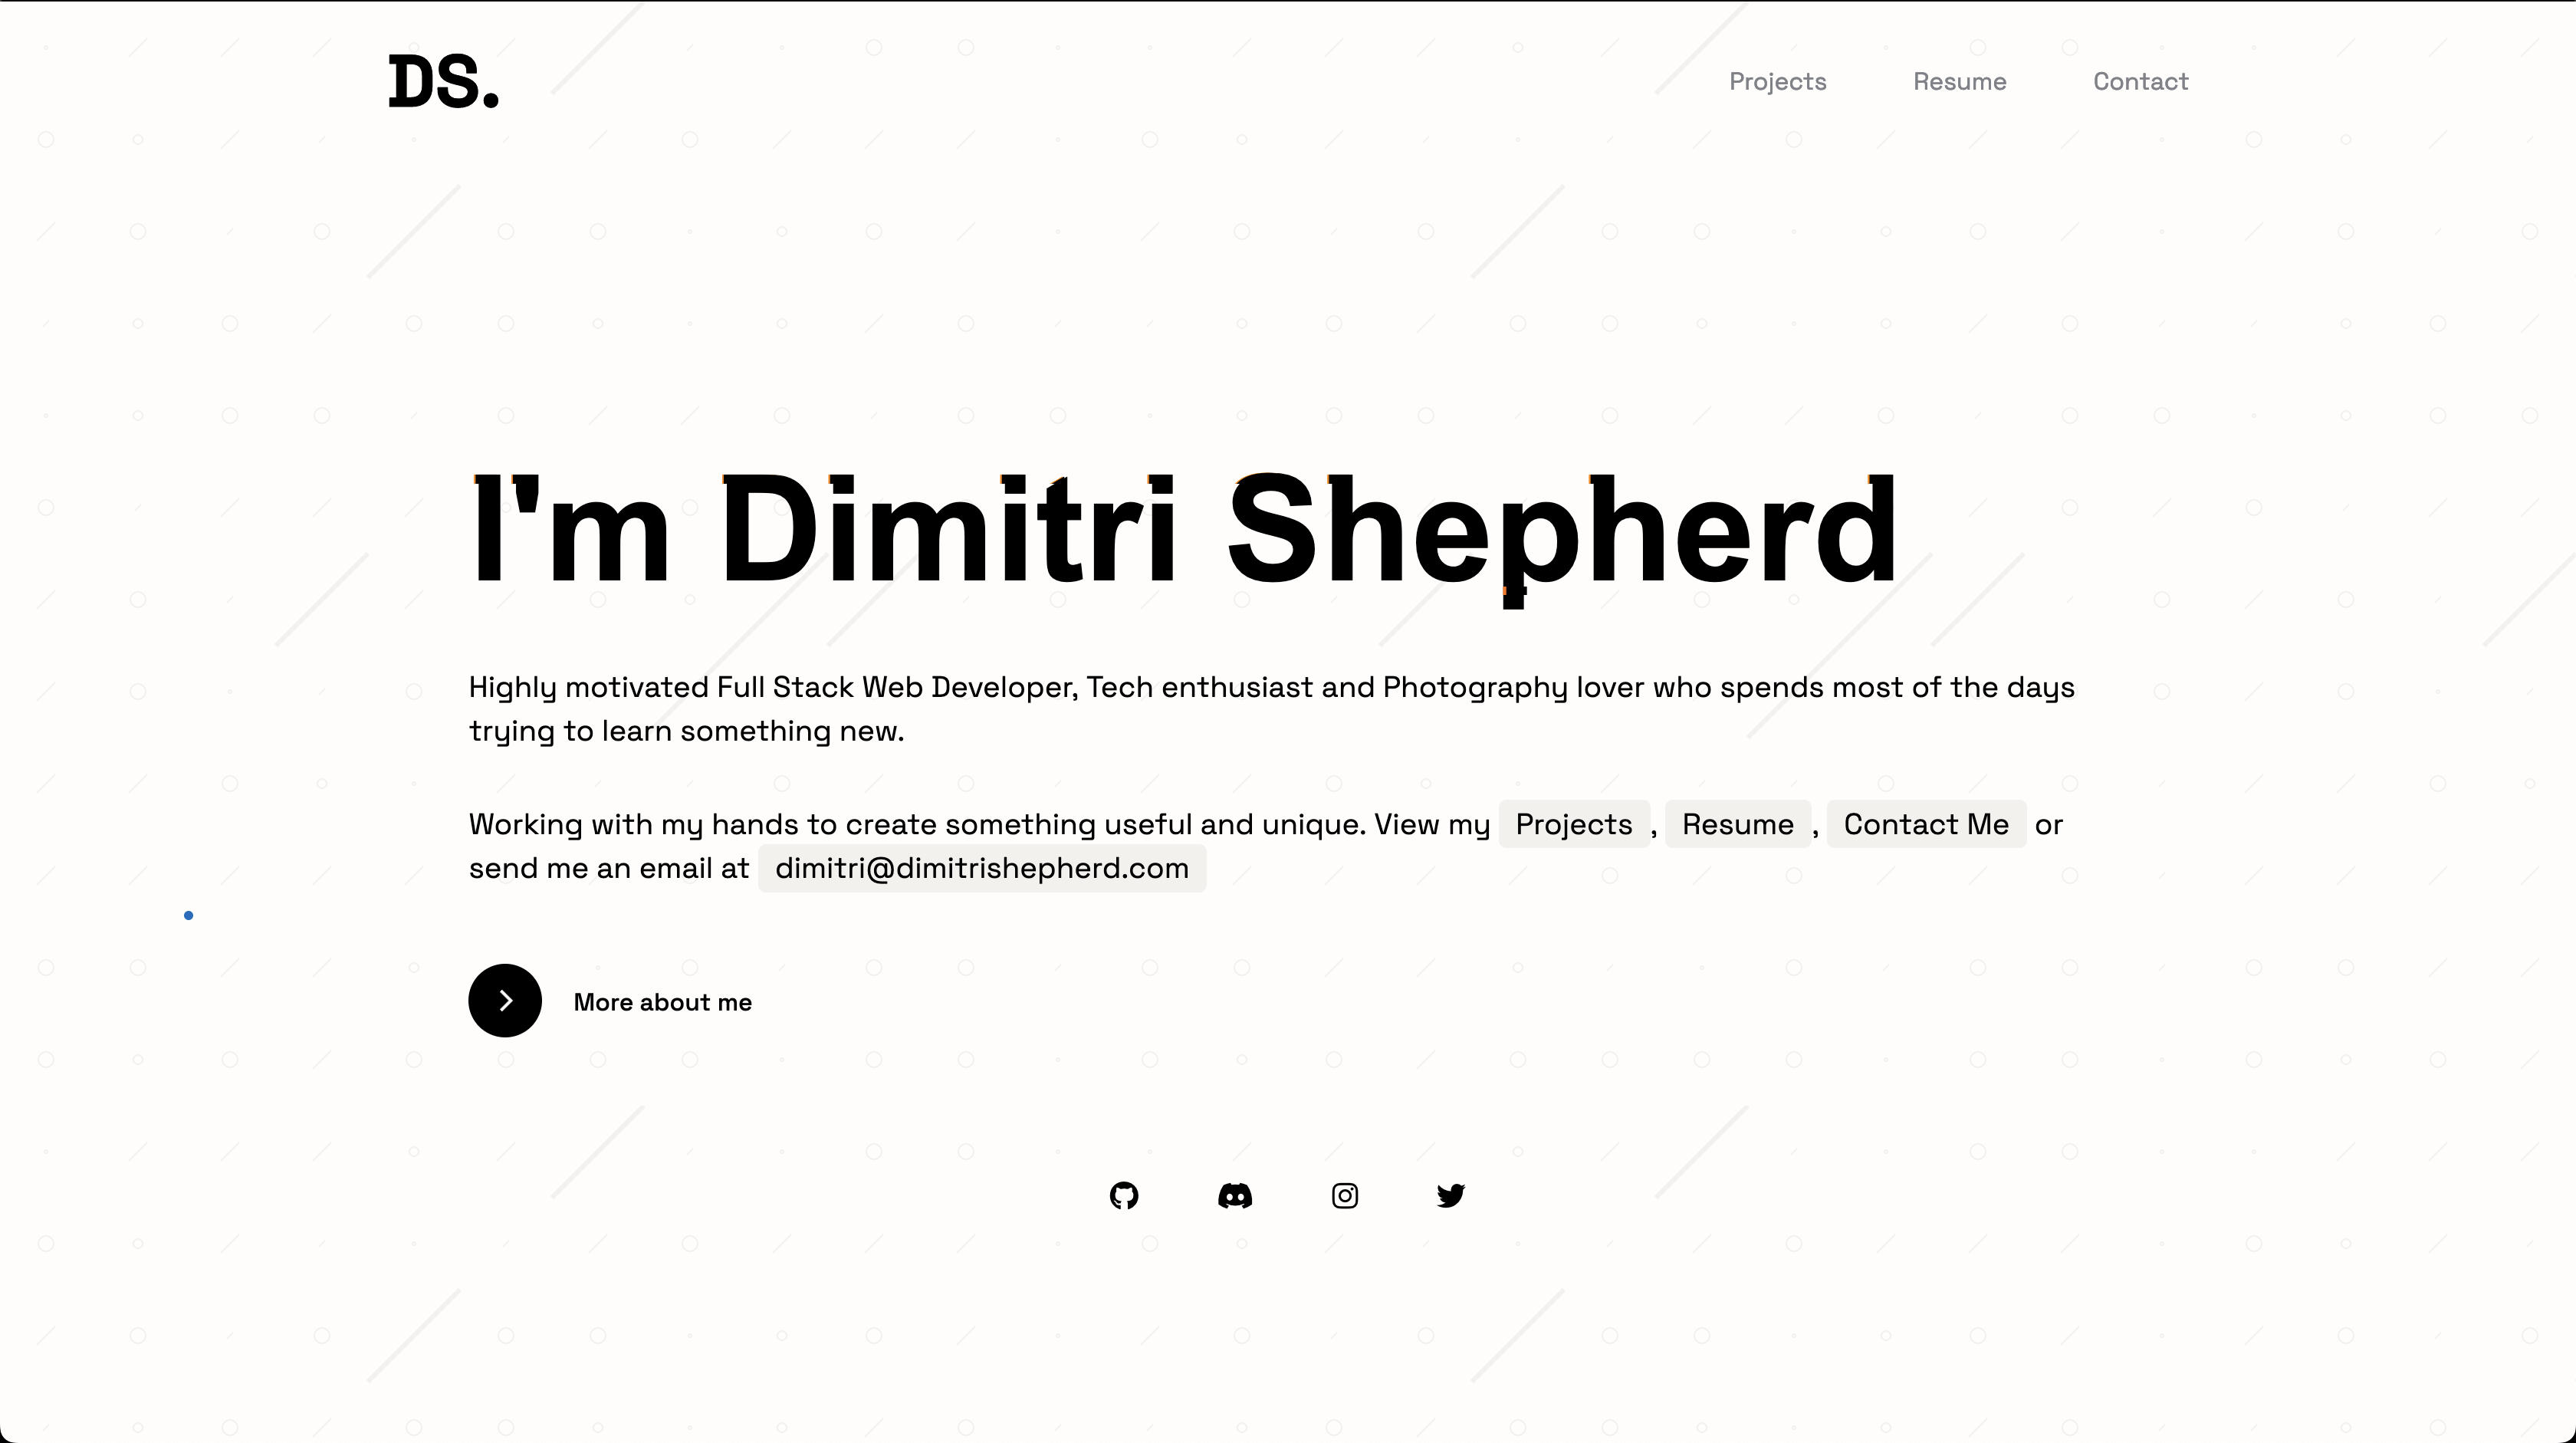 DS.
Projects Resume Contact
I'm Dimitri Shepherd
Highly motivated Full Stack Web Developer, Tech enthusiast and Photography lover who spends most of the days
trying to learn something new.
Working with my hands to create something useful and unique. View my Projects , Resume , Contact Me or
send me an email at dimitri@dimitrishepherd.com
More about me